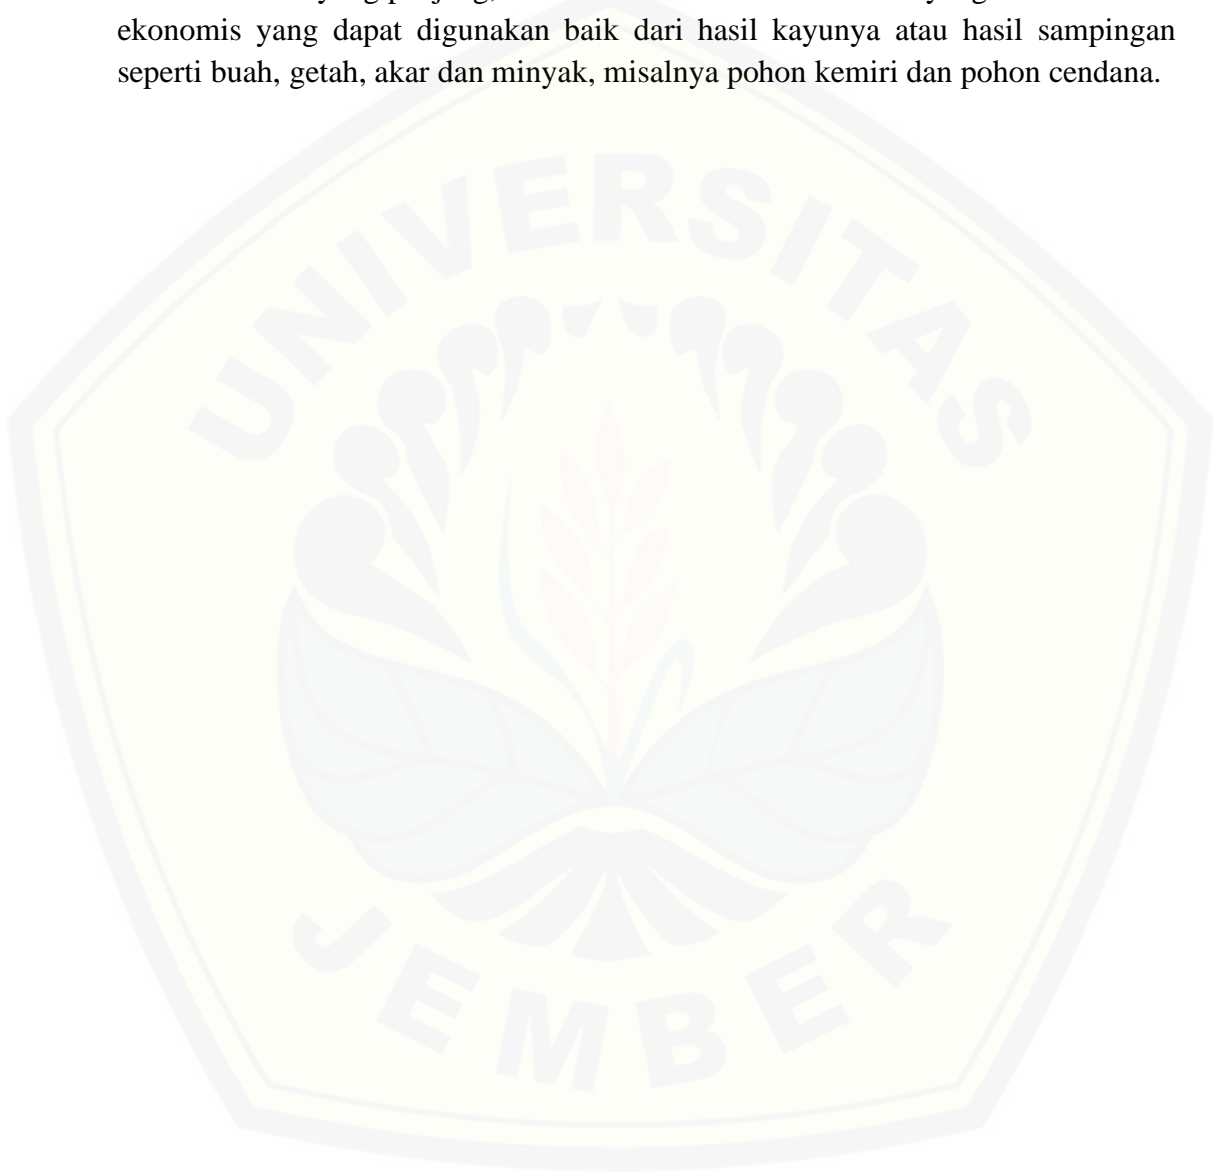 ekonomis yang dapat digunakan baik dari hasil kayunya atau hasil sampingan
seperti buah, getah, akar dan minyak, misalnya pohon kemiri dan pohon cendana.
UNIVERSITAS
JEMBER